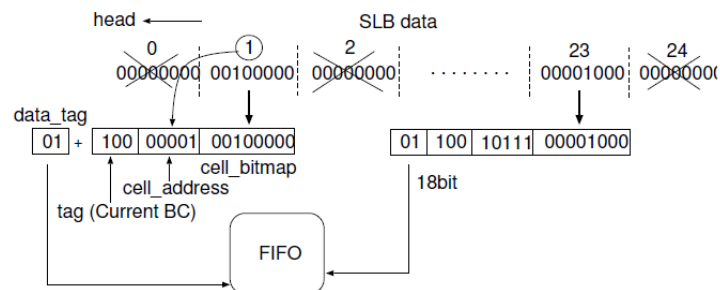 head SLB data
0 1 2 23 24
00000000 00100000 00000000 ........ 00001000 00000000
data_tag
01 + 100 00001 00100000 01 100 10111 00001000
cell_bitmap
cell_address 18bit
tag (Current BC)
FIFO